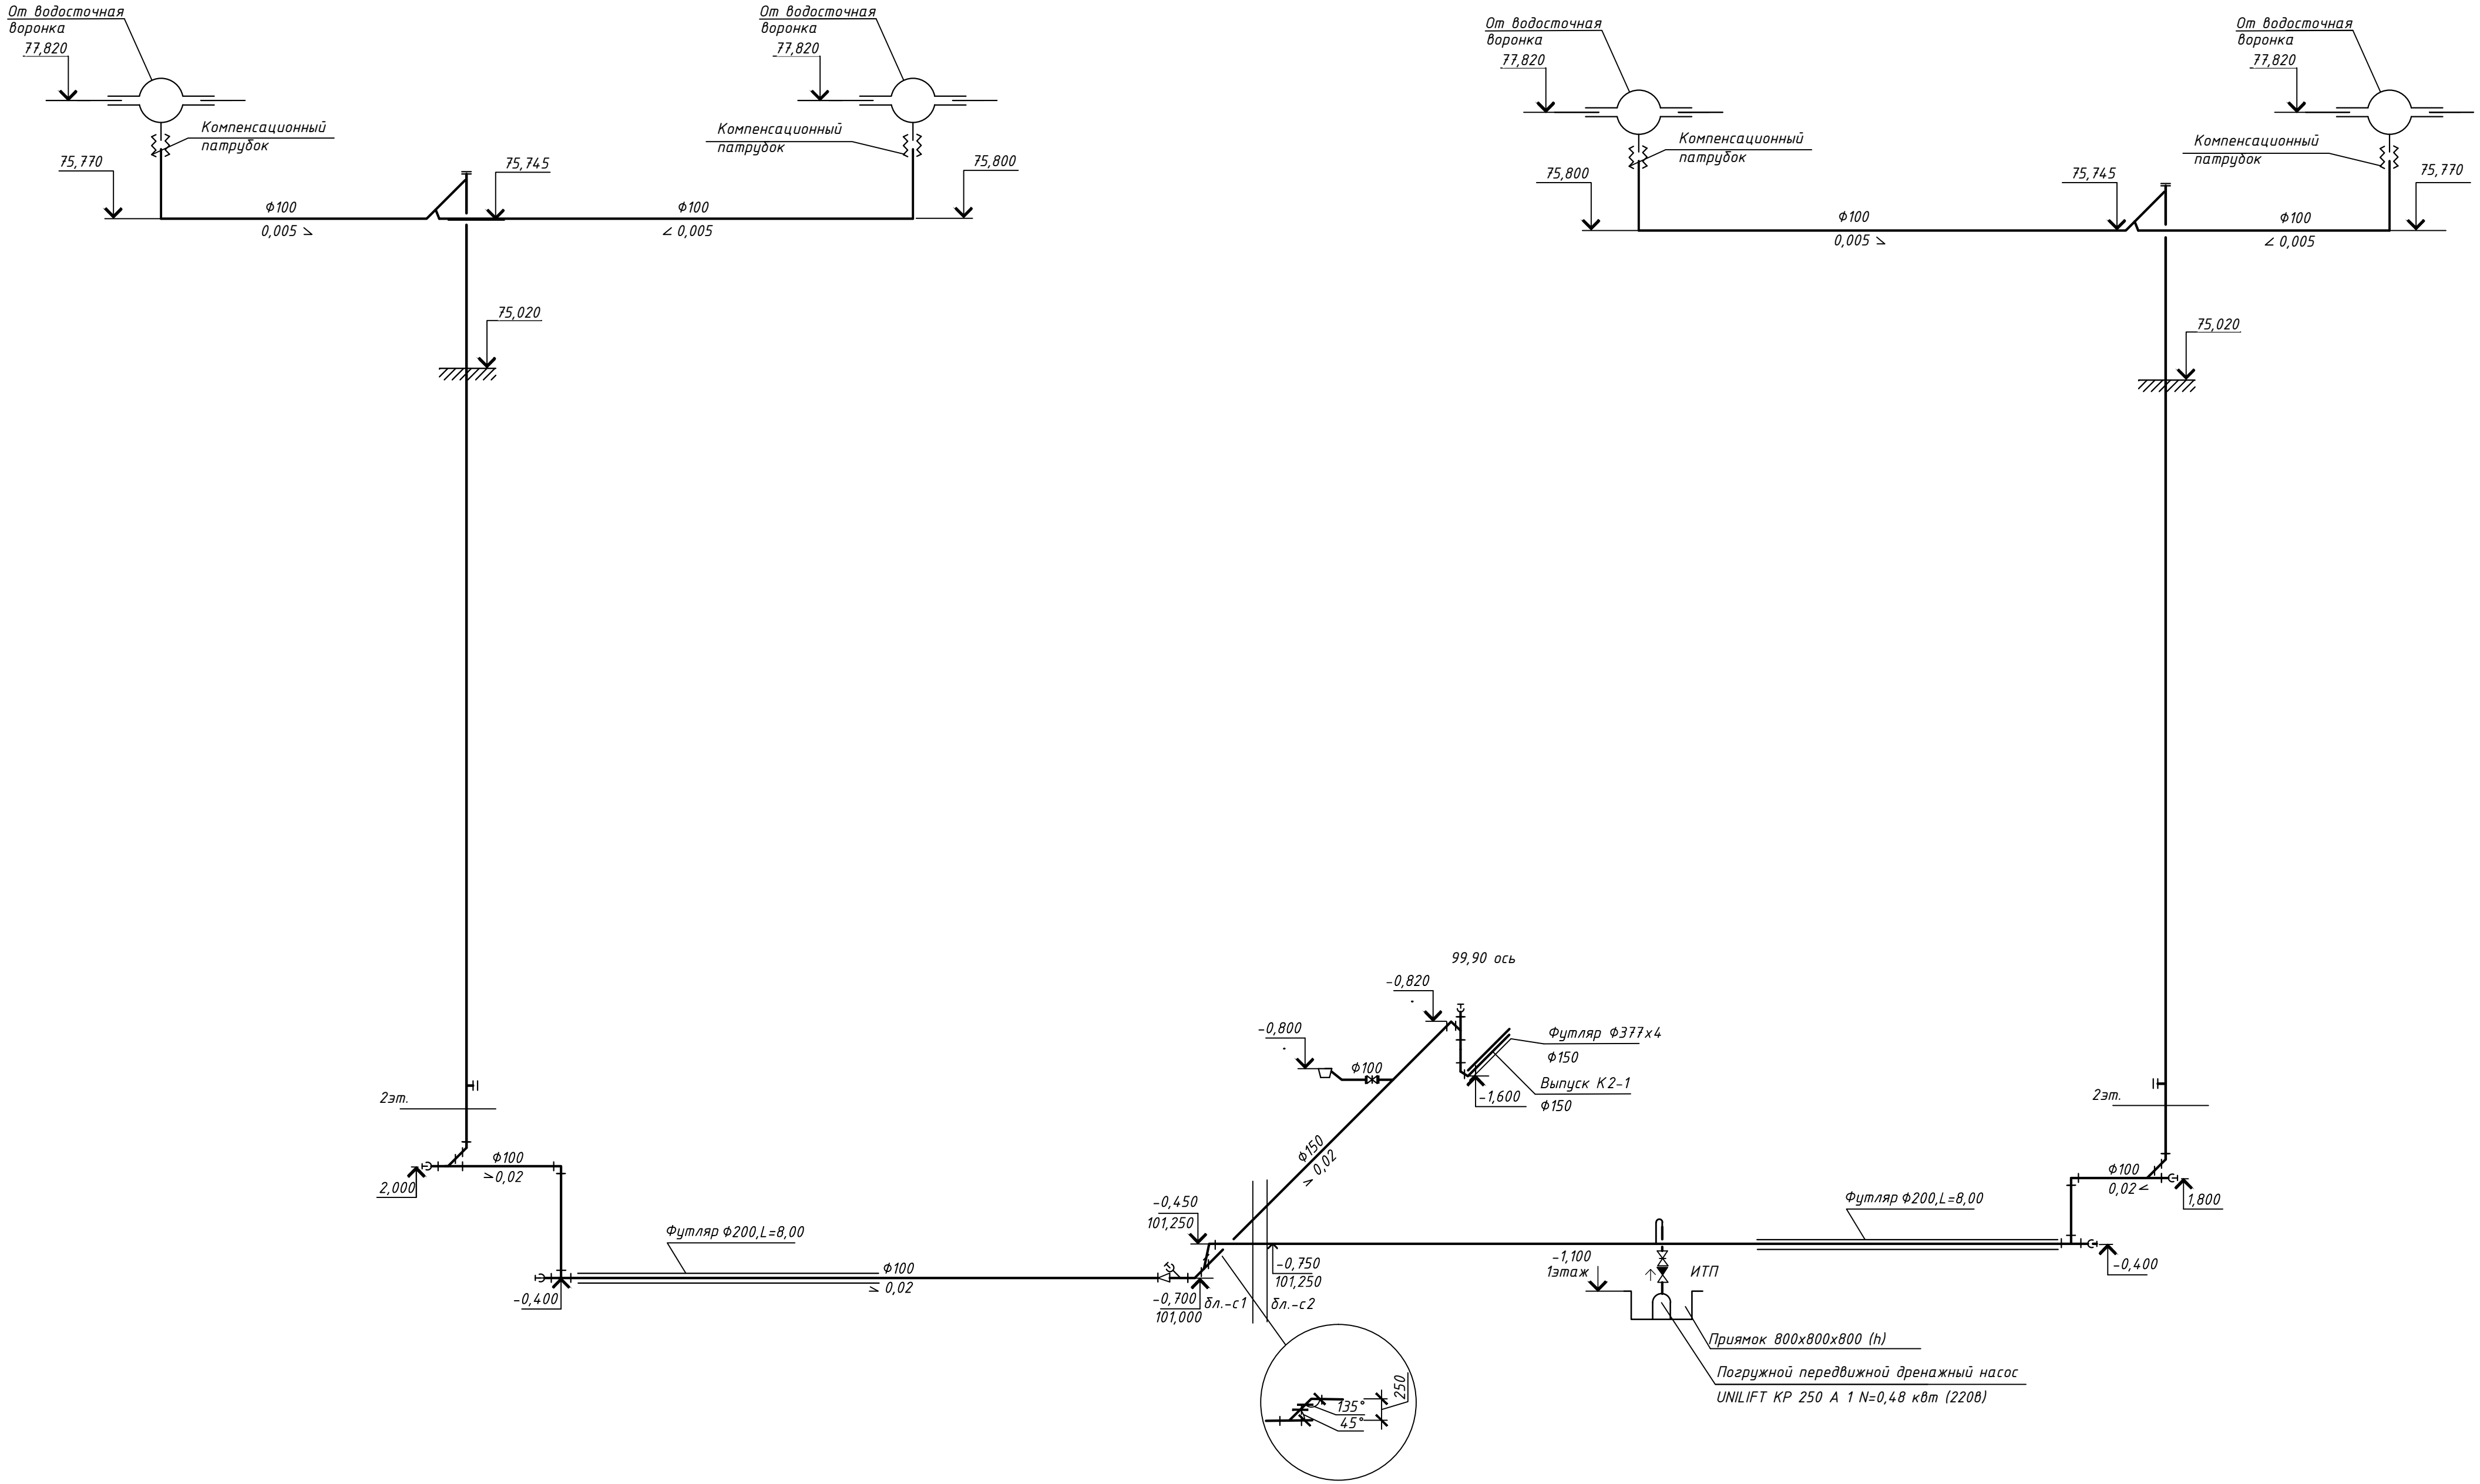 От водосточная
воронка
77,820
От водосточная
воронка
77,820
От водосточная
воронка
77,820
От водосточная
воронка
77,820
Компенсационный
патрубок
Компенсационный
патрубок
Компенсационный
патрубок
Компенсационный
патрубок
75,770
75,745
75,800
75,800
75,745
75,770
Ф100
0,005
Ф100
0,005
Ф100
0,005
Ф100
0,005
75,020
75,020
99,90 ось
-0,820
-0,800
Ф100
Футляр Ф377х4
Ф150
Выпуск К2-1
Ф150
-1,600
2эт.
2эт.
Ф100
0,02
2,000
Ф150
0,02
Ф100
0,02
1,800
Футляр Ф200,L=8,00
-0,450
101,250
Футляр Ф200,L=8,00
Ф100
0,02
-0,400
-0,700
101,000
бл.-с1
-0,750
101,250
бл.-с2
-1,100
1этаж
ИТП
-0,400
Приямок 800х800х800 (h)
Погружной передвижной дренажный насос
UNILIFT KP 250 A 1 N=0,48 квт (220в)
250
135°
45°